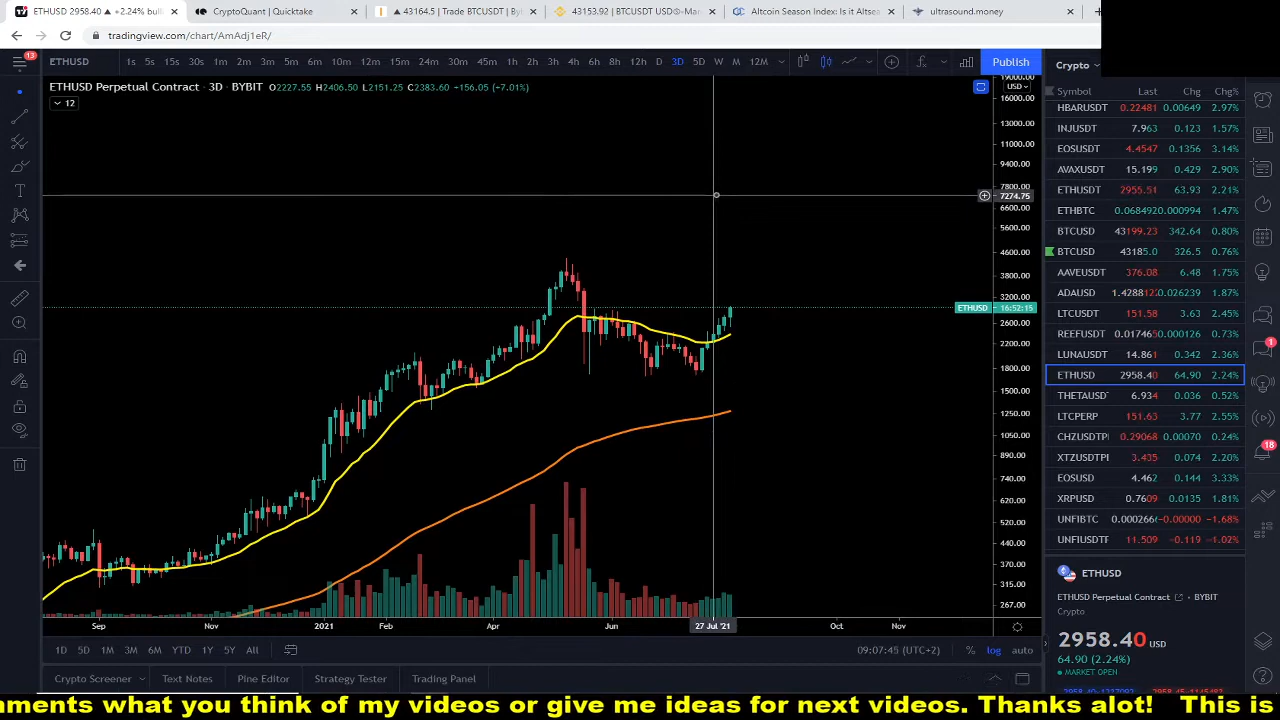 ETHUSD 2958.40 ▲ +2.24% bull
CryptoQuant | Quicktake
▲ 43164.5 | Trade BTCUSDT | By
43153.92 | BTCUSDT
Altcoin Season Index: Is it Altsea
ultrasound.money
tradingview.com/chart/AmAdj1eR/
13
ETHUSD
1s 5s 15s 30s 1m 2m 3m 5m 6m 10m 12m 15m 24m 30m 45m 1h 2h 3h 4h 6h 8h 12h D 3D 5D W M 12M
Publish
ETHUSD Perpetual Contract · 3D · BYBIT O2227.55 H2406.50 L2151.25 C2383.60 +156.05 (+7.01%)
12
USD
19000.00
16000.00
13000.00
11000.00
9400.00
7800.00
7274.75
6600.00
5600.00
4600.00
3800.00
3200.00
ETHUSD 16:52:15
2600.00
2200.00
1800.00
1500.00
1250.00
1050.00
890.00
740.00
620.00
520.00
440.00
370.00
315.00
267.00
Sep Nov 2021 Feb Apr Jun 27 Jul '21 Oct Nov
1D 5D 1M 3M 6M YTD 1Y 5Y All
09:07:45 (UTC+2) % log auto
Crypto Screener Text Notes Pine Editor Strategy Tester Trading Panel
Crypto
Symbol Last Chg Chg%
HBARUSDT 0.22481 0.00649 2.97%
INJUSDT 7.963 0.123 1.57%
EOSUSDT 4.4547 0.1356 3.14%
AVAXUSDT 15.199 0.429 2.90%
ETHUSDT 2955.51 63.93 2.21%
ETHBTC 0.068492 0.000994 1.47%
BTCUSDT 43199.23 342.64 0.80%
BTCUSD 43185.0 326.5 0.76%
AAVEUSDT 376.08 6.48 1.75%
ADAUSD 0.026239 1.87%
LTCUSDT 151.58 3.63 2.45%
REEFUSDT 0.01746 0.000126 0.73%
LUNAUSDT 14.861 0.342 2.36%
ETHUSD 2958.40 64.90 2.24%
THETAUSDT 6.934 0.036 0.52%
LTCPERP 151.63 3.77 2.55%
CHZUSDTPI 0.29068 0.00070 0.24%
XTZUSDTPI 3.435 0.074 2.20%
EOSUSD 4.462 0.144 3.33%
XRPUSD 0.7609 0.0135 1.81%
UNFIBTC 0.000266 −0.00000 −1.68%
UNFIUSDT 11.509 −0.119 −1.02%
1
18
ETHUSD
ETHUSD Perpetual Contract • BYBIT
Crypto
2958.40 USD
64.90 (2.24%)
MARKET OPEN
nments what you think of my videos or give me ideas for next videos. Thanks alot! This is